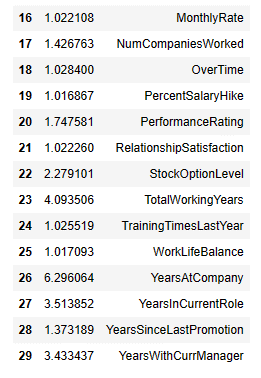 16 1.022108 MonthlyRate
17 1.426763 NumCompaniesWorked
18 1.028400 OverTime
19 1.016867 PercentSalaryHike
20 1.747581 PerformanceRating
21 1.022260 RelationshipSatisfaction
22 2.279101 StockOptionLevel
23 4.093506 TotalWorkingYears
24 1.025519 TrainingTimesLastYear
25 1.017093 WorkLifeBalance
26 6.296064 YearsAtCompany
27 3.513852 YearsInCurrentRole
28 1.373189 YearsSinceLastPromotion
29 3.433437 YearsWithCurrManager